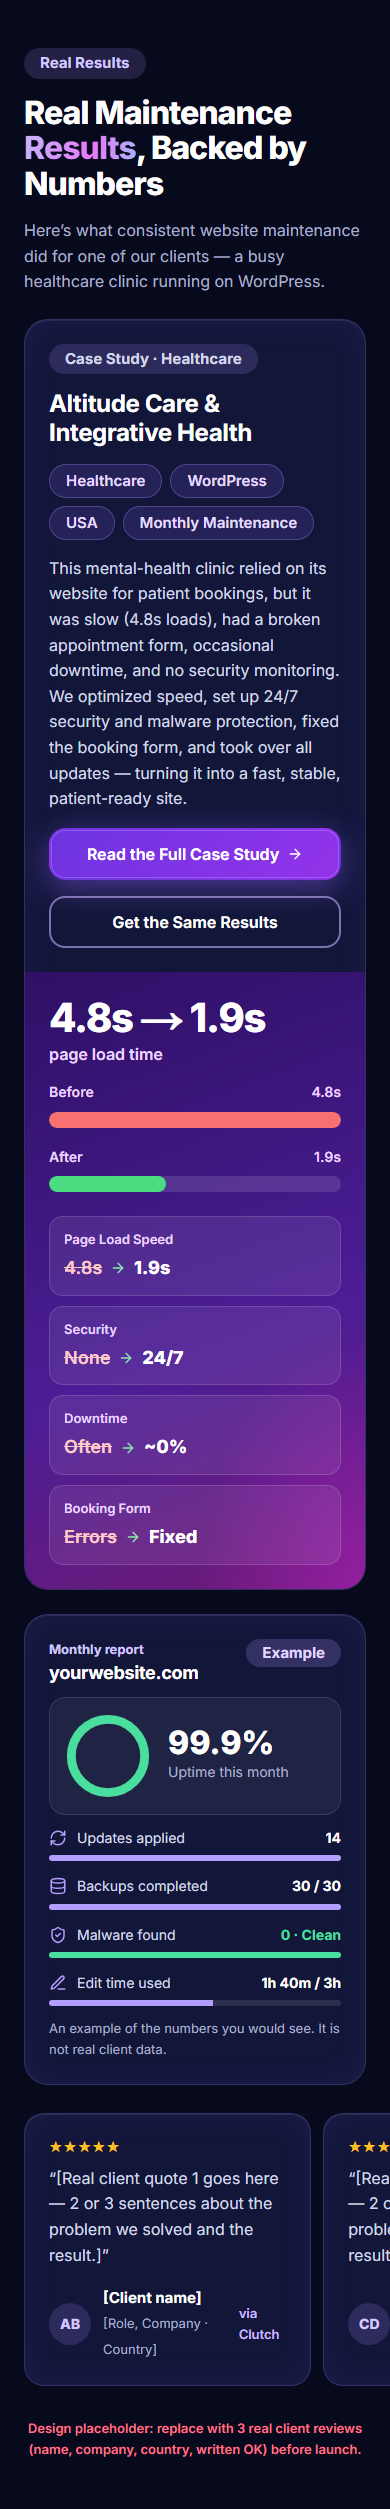 Real Results
Real Maintenance
Results, Backed by
Numbers
Here’s what consistent website maintenance
did for one of our clients — a busy
healthcare clinic running on WordPress.
Case Study · Healthcare
Altitude Care &
Integrative Health
Healthcare
WordPress
USA
Monthly Maintenance
This mental-health clinic relied on its
website for patient bookings, but it
was slow (4.8s loads), had a broken
appointment form, occasional
downtime, and no security monitoring.
We optimized speed, set up 24/7
security and malware protection, fixed
the booking form, and took over all
updates — turning it into a fast, stable,
patient-ready site.
Read the Full Case Study →
Get the Same Results
4.8s → 1.9s
page load time
Before 4.8s
After 1.9s
Page Load Speed
4.8s → 1.9s
Security
None → 24/7
Downtime
Often → ~0%
Booking Form
Errors → Fixed
Monthly report
yourwebsite.com
Example
99.9%
Uptime this month
Updates applied 14
Backups completed 30 / 30
Malware found 0 · Clean
Edit time used 1h 40m / 3h
An example of the numbers you would see. It is
not real client data.
★★★★★
“[Real client quote 1 goes here
— 2 or 3 sentences about the
problem we solved and the
result.]”
AB
[Client name]
[Role, Company ·
Country]
via
Clutch
★★★
“[Rea
— 2 o
proble
result
CD
Design placeholder: replace with 3 real client reviews
(name, company, country, written OK) before launch.